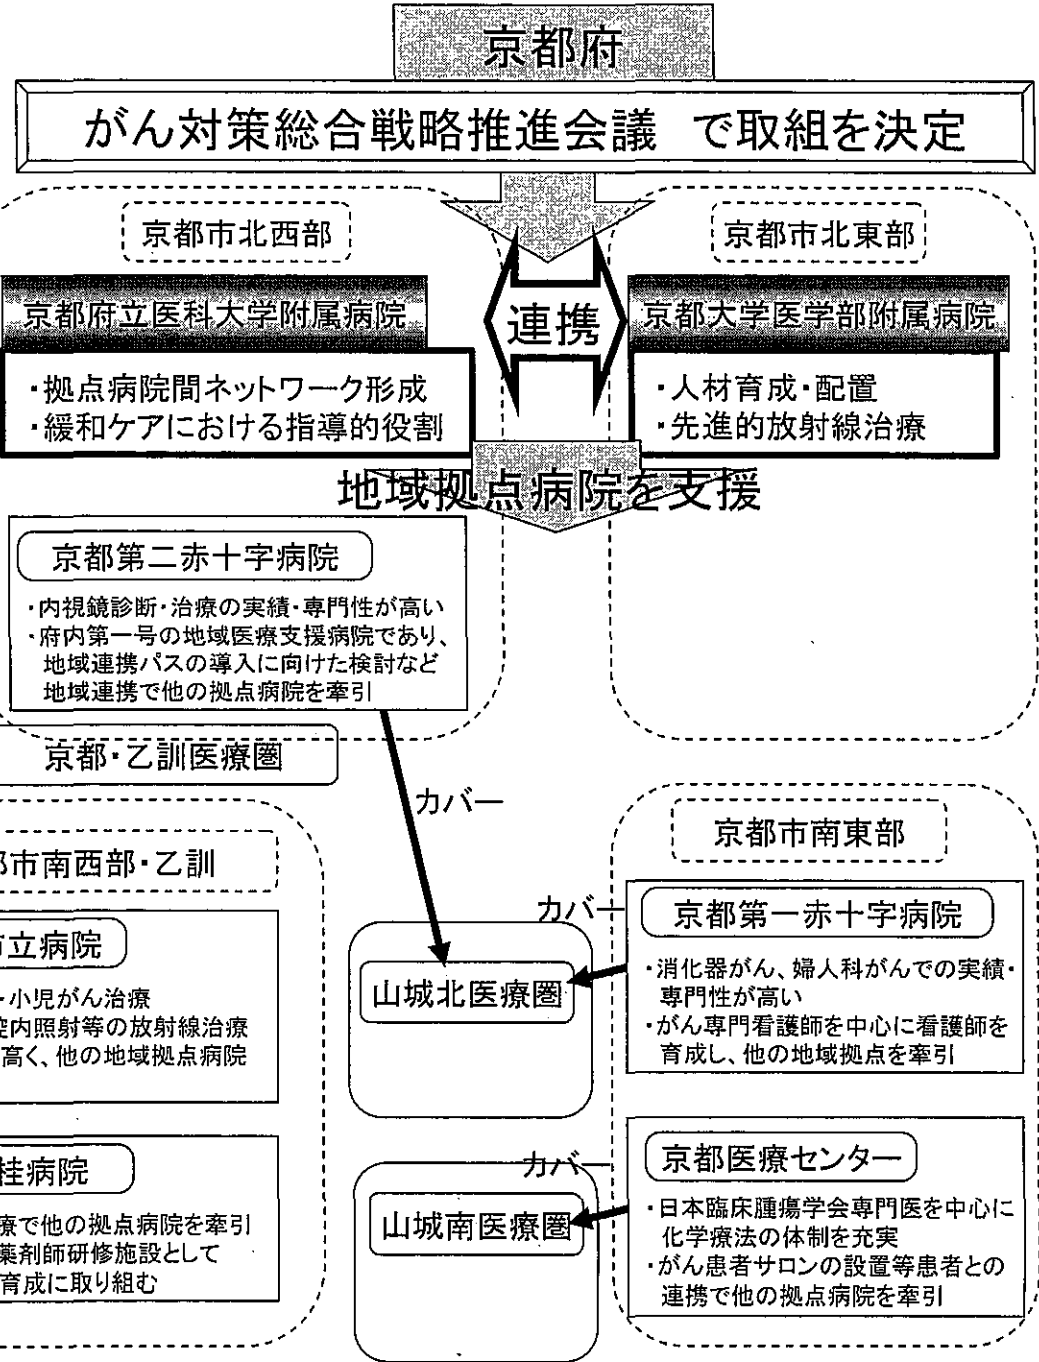 京都府
がん対策総合戦略推進会議 で取組を決定
京都市北西部
京都市北東部
京都府立医科大学附属病院
連携
京都大学医学部附属病院
・拠点病院間ネットワーク形成
・緩和ケアにおける指導的役割
・人材育成・配置
・先進的放射線治療
地域拠点病院を支援
京都第二赤十字病院
・内視鏡診断・治療の実績・専門性が高い
・府内第一号の地域医療支援病院であり、
地域連携パスの導入に向けた検討など
地域連携で他の拠点病院を牽引
京都・乙訓医療圏
カバー
京都市南東部
市南西部・乙訓
カバー
京都第一赤十字病院
・消化器がん、婦人科がんでの実績・
専門性が高い
・がん専門看護師を中心に看護師を
育成し、他の地域拠点を牽引
立病院
・小児がん治療
内照射等の放射線治療
高く、他の地域拠点病院
山城北医療圏
カバー
京都医療センター
・日本臨床腫瘍学会専門医を中心に
化学療法の体制を充実
・がん患者サロンの設置等患者との
連携で他の拠点病院を牽引
桂病院
療で他の拠点病院を牽引
薬剤師研修施設として
育成に取り組む
山城南医療圏